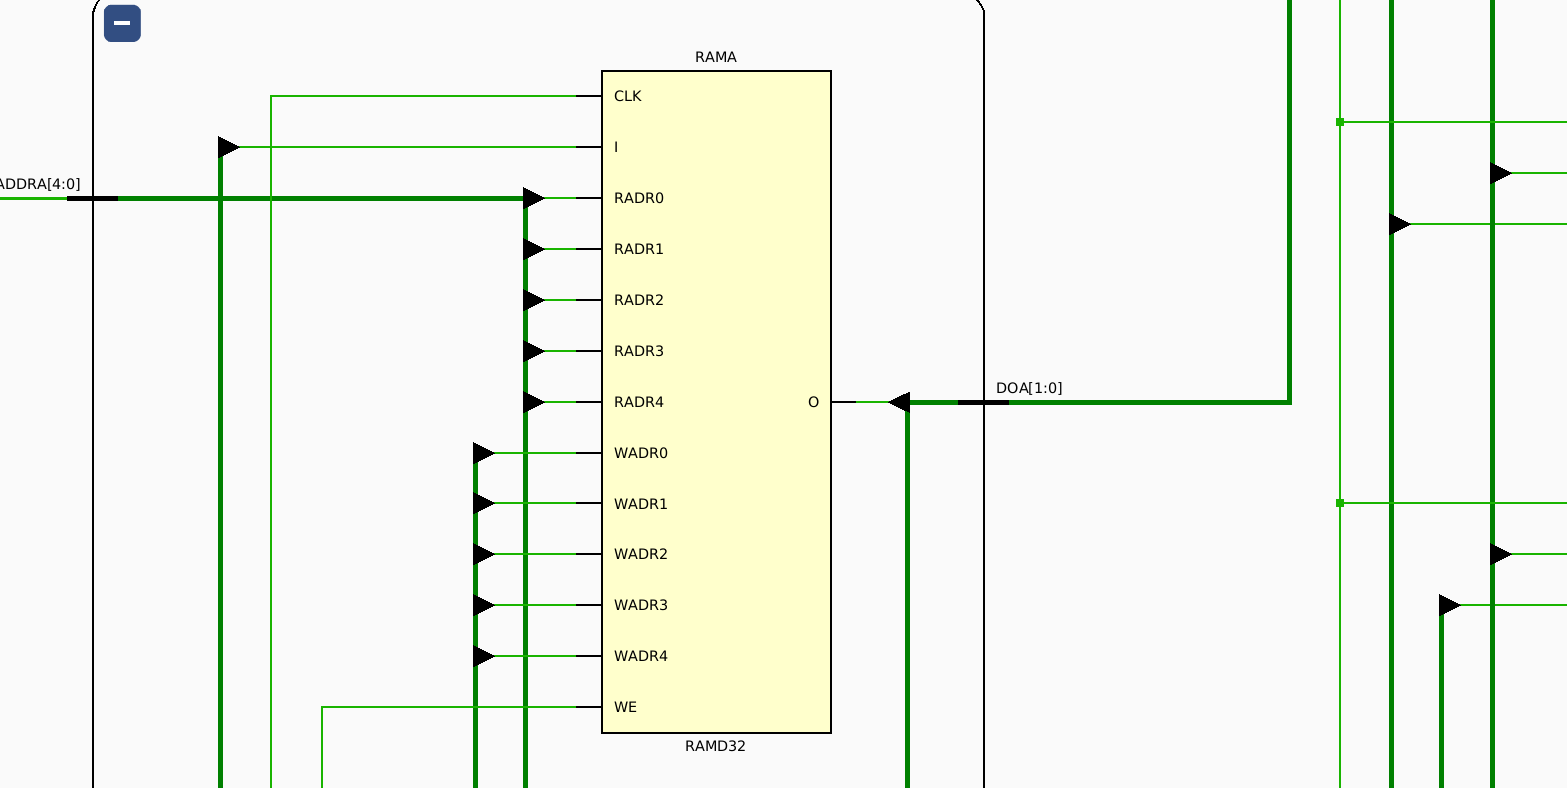 RAMA
CLK
I
ADDRA[4:0]
RADR0
RADR1
RADR2
RADR3
DOA[1:0]
RADR4
O
WADR0
WADR1
WADR2
WADR3
WADR4
WE
RAMD32